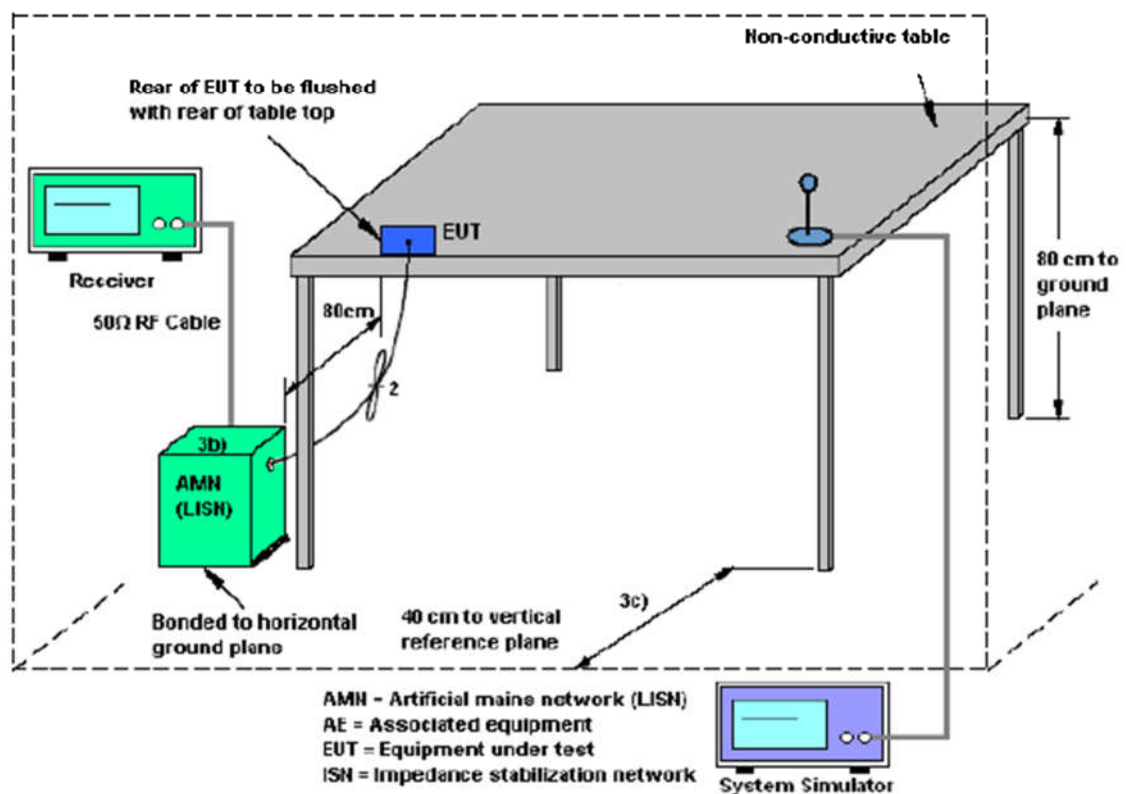 Non-conductive table
Rear of EUT to be flushed
with rear of table top
EUT
Receiver
80cm
80 cm to
ground
plane
50Ω RF Cable
2
3b)
AMN
(LISN)
3c)
Bonded to horizontal
ground plane
40 cm to vertical
reference plane
AMN = Artificial mains network (LISN)
AE = Associated equipment
EUT = Equipment under test
ISN = Impedance stabilization network
System Simulator